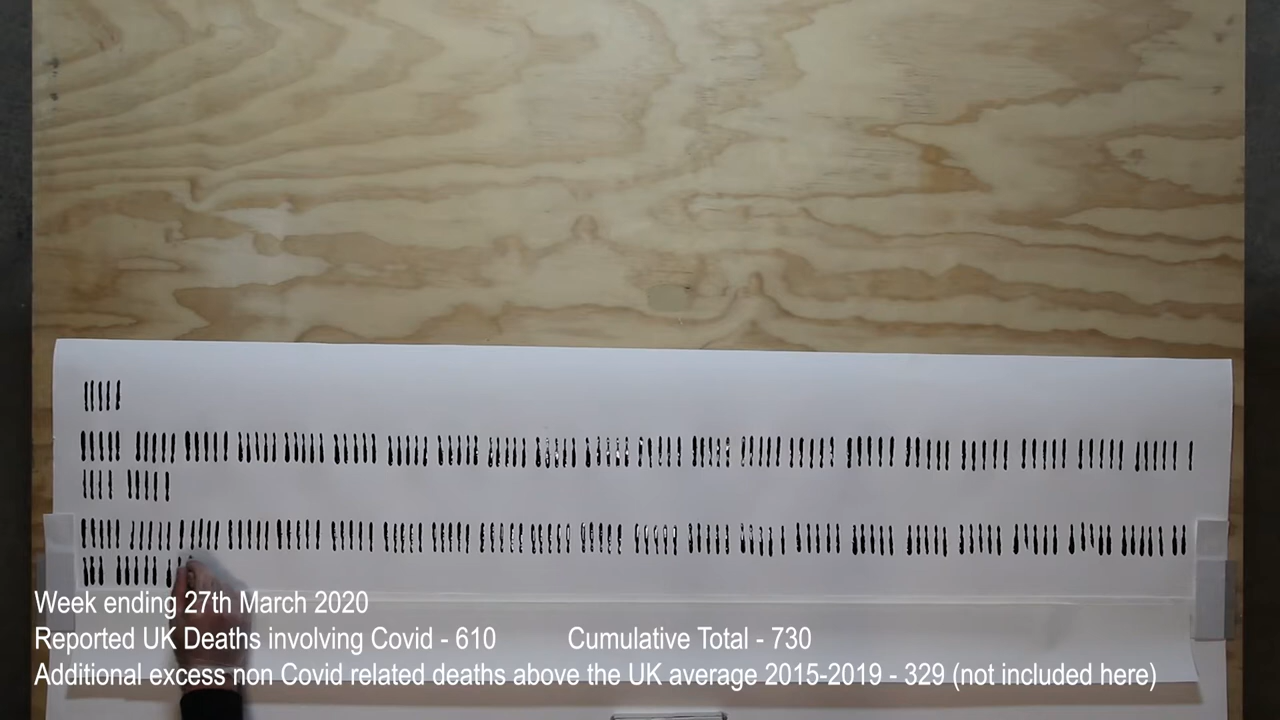 Week ending 27th March 2020
Reported UK Deaths involving Covid - 610 Cumulative Total - 730
Additional excess non Covid related deaths above the UK average 2015-2019 - 329 (not included here)